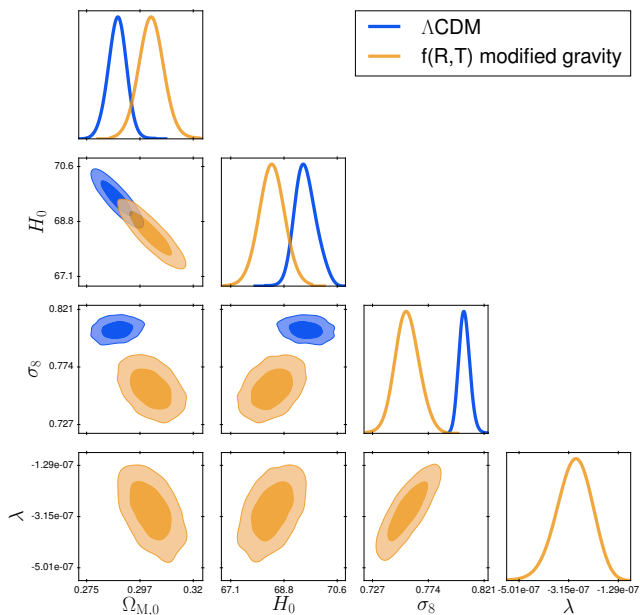 ΛCDM
f(R,T) modified gravity
70.6
H₀
68.8
67.1
0.821
σ₈
0.774
0.727
-1.29e-07
λ
-3.15e-07
-5.01e-07
0.275 0.297 0.32
67.1 68.8 70.6
0.727 0.774 0.821
-5.01e-07 -3.15e-07 -1.29e-07
Ω_M,0 H₀ σ₈ λ